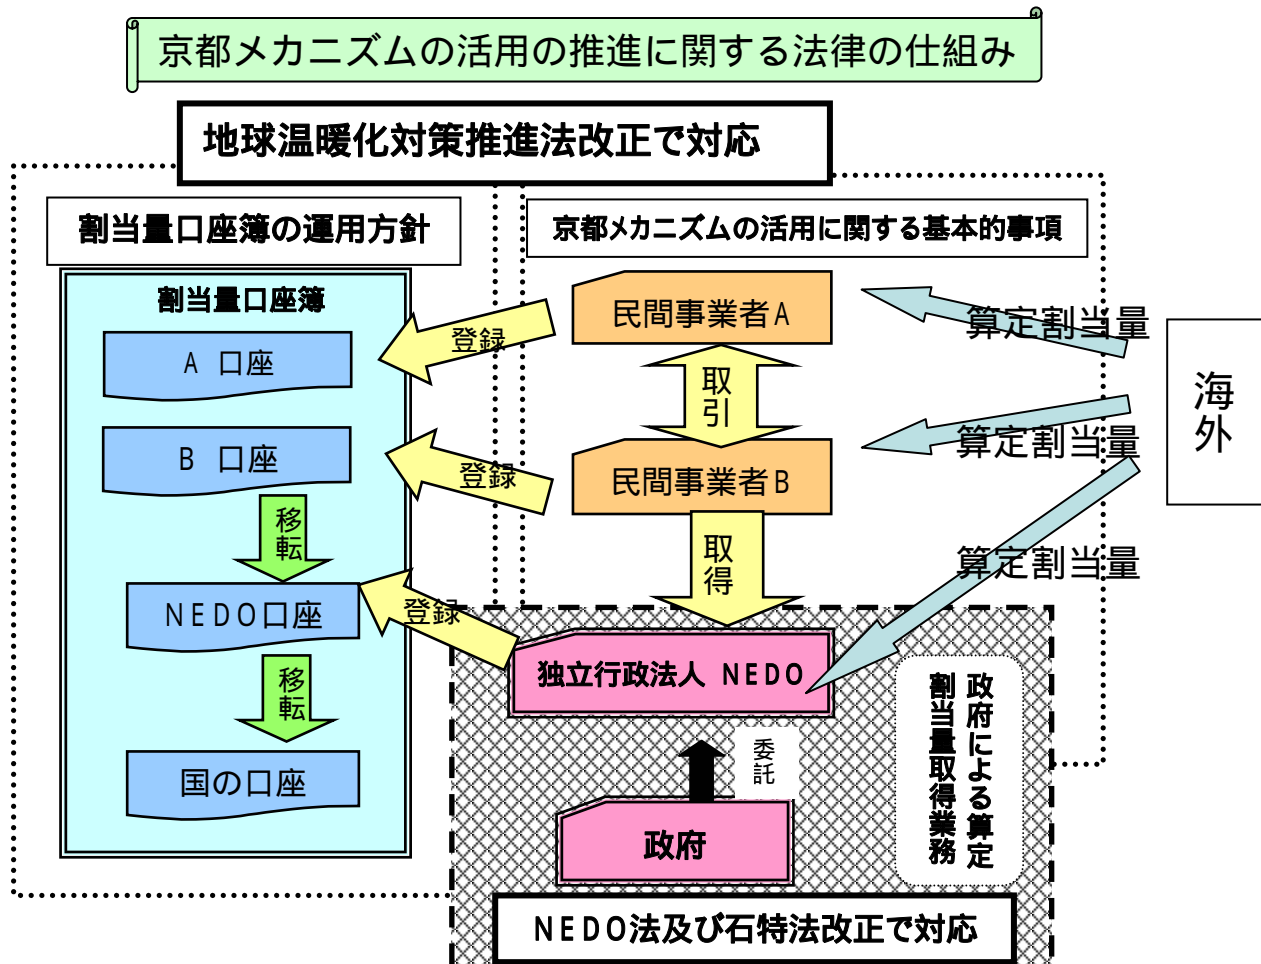 京都メカニズムの活用の推進に関する法律の仕組み
地球温暖化対策推進法改正で対応
割当量口座簿の運用方針
京都メカニズムの活用に関する基本的事項
割当量口座簿
A 口座
B 口座
移転
NEDO口座
移転
国の口座
登録
登録
登録
民間事業者A
取引
民間事業者B
取得
算定割当量
算定割当量
算定割当量
海外
独立行政法人 NEDO
委託
政府
政府による算定
割当量取得業務
NEDO法及び石特法改正で対応